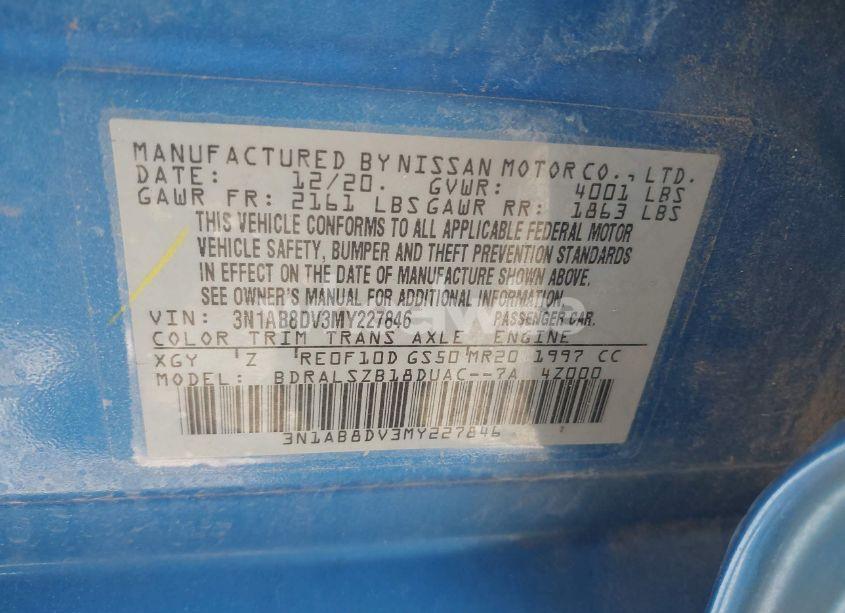 MANUFACTURED BY NISSAN MOTOR CO., LTD.
DATE: 12/20. GVWR: 4001 LBS
GAWR FR: 2161 LBS GAWR RR: 1863 LBS
THIS VEHICLE CONFORMS TO ALL APPLICABLE FEDERAL MOTOR
VEHICLE SAFETY, BUMPER AND THEFT PREVENTION STANDARDS
IN EFFECT ON THE DATE OF MANUFACTURE SHOWN ABOVE.
SEE OWNER'S MANUAL FOR ADDITIONAL INFORMATION
VIN: 3N1AB8DV3MY227846 PASSENGER CAR.
COLOR TRIM TRANS AXLE ENGINE
XGY 'Z 'RE0F10D GS50 MR20 1997 CC
MODEL: BDRALSZB18DUAC--7A 4Z000
3N1AB8DV3MY227846